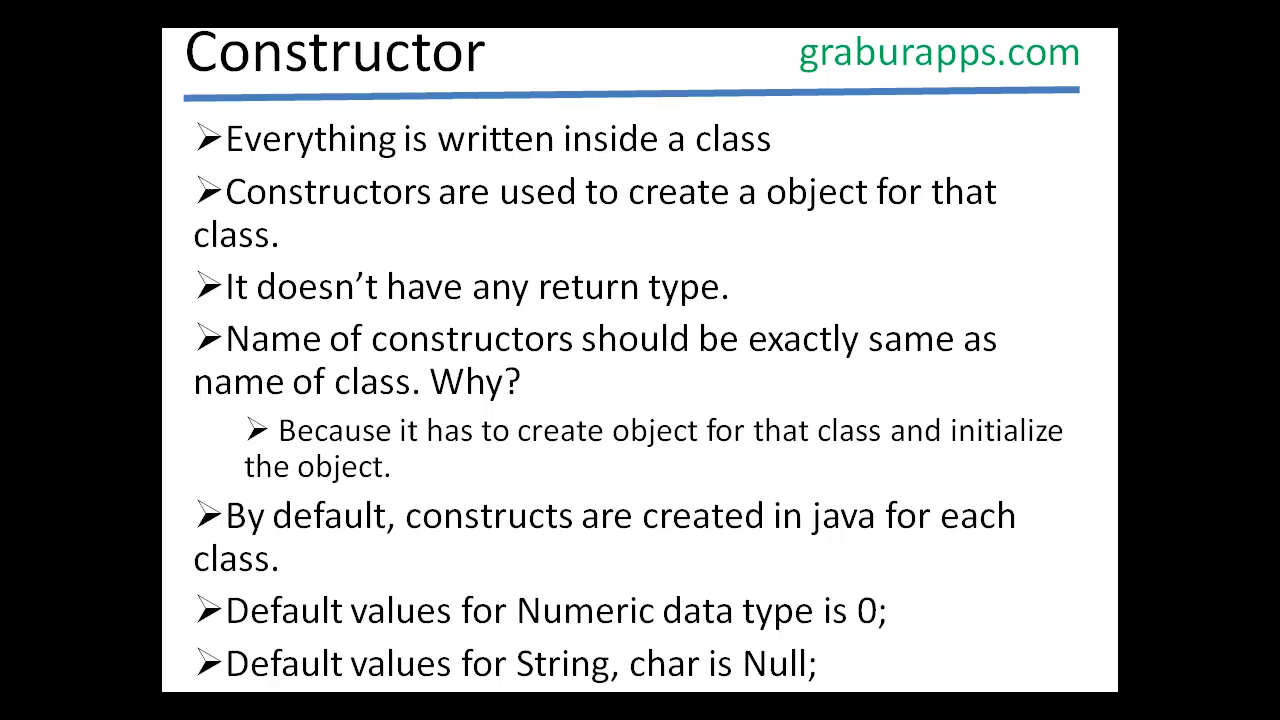 Constructor graburapps.com
➢Everything is written inside a class
➢Constructors are used to create a object for that
class.
➢It doesn’t have any return type.
➢Name of constructors should be exactly same as
name of class. Why?
➢ Because it has to create object for that class and initialize
the object.
➢By default, constructs are created in java for each
class.
➢Default values for Numeric data type is 0;
➢Default values for String, char is Null;